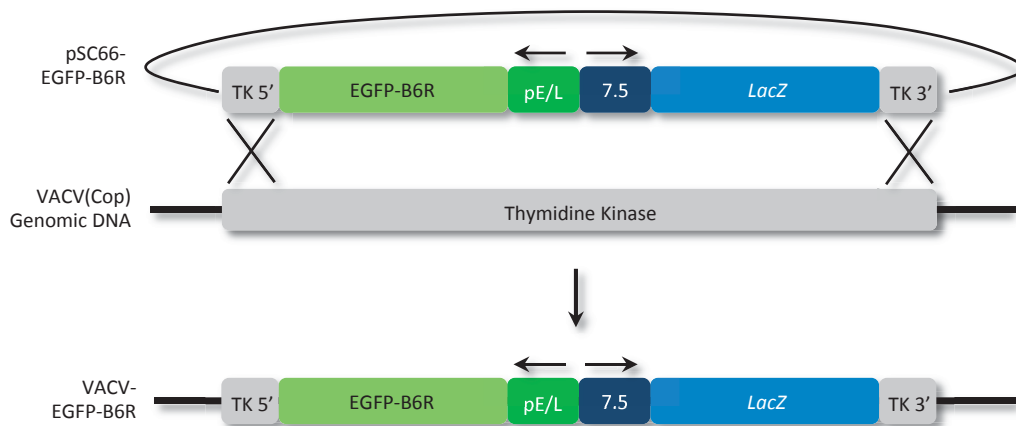 pSC66-
EGFP-B6R
TK 5’ EGFP-B6R pE/L 7.5 LacZ TK 3’
VACV(Cop)
Genomic DNA
Thymidine Kinase
VACV-
EGFP-B6R
TK 5’ EGFP-B6R pE/L 7.5 LacZ TK 3’